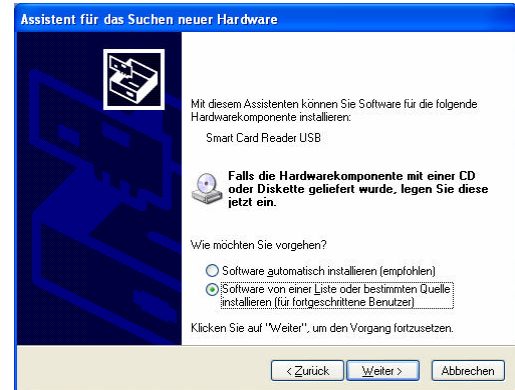 Assistent für das Suchen neuer Hardware
Mit diesem Assistenten können Sie Software für die folgende
Hardwarekomponente installieren:
Smart Card Reader USB
Falls die Hardwarekomponente mit einer CD
oder Diskette geliefert wurde, legen Sie diese
jetzt ein.
Wie möchten Sie vorgehen?
Software automatisch installieren (empfohlen)
Software von einer Liste oder bestimmten Quelle
installieren (für fortgeschrittene Benutzer)
Klicken Sie auf "Weiter", um den Vorgang fortzusetzen.
< Zurück Weiter > Abbrechen